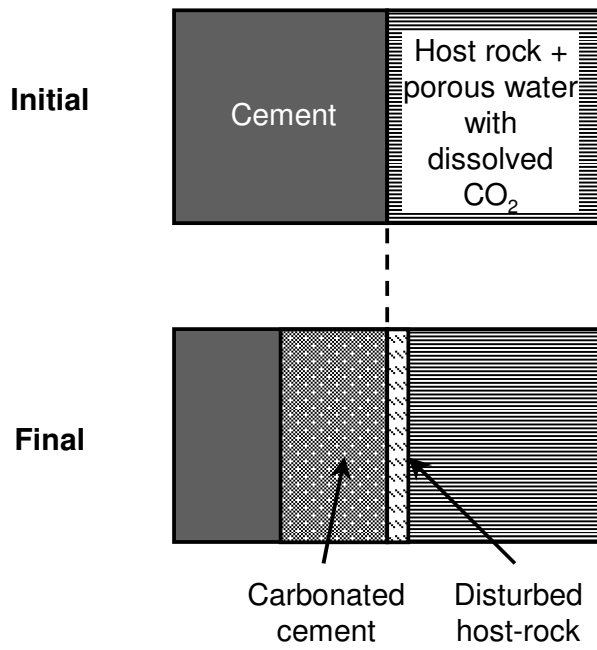 Initial
Cement
Host rock +
porous water
with
dissolved
CO₂
Final
Carbonated
cement
Disturbed
host-rock